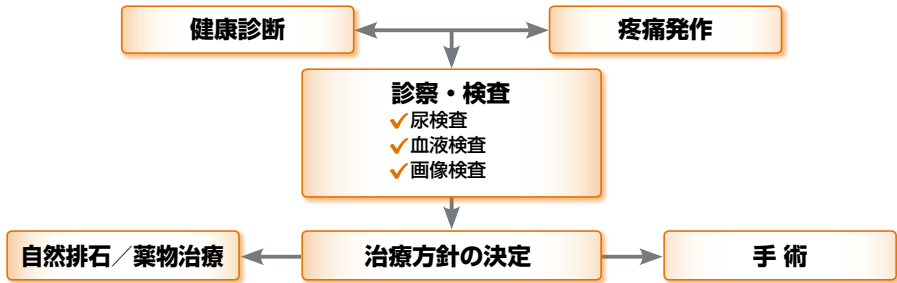 健康診断
疼痛発作
診察・検査
尿検査
血液検査
画像検査
自然排石／薬物治療
治療方針の決定
手 術